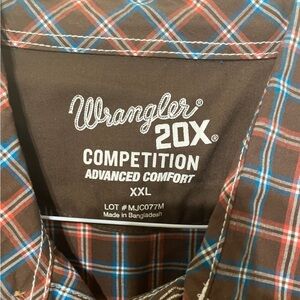 Wrangler®
20X®
COMPETITION
ADVANCED COMFORT
XXL
LOT # MJC077M
Made in Bangladesh